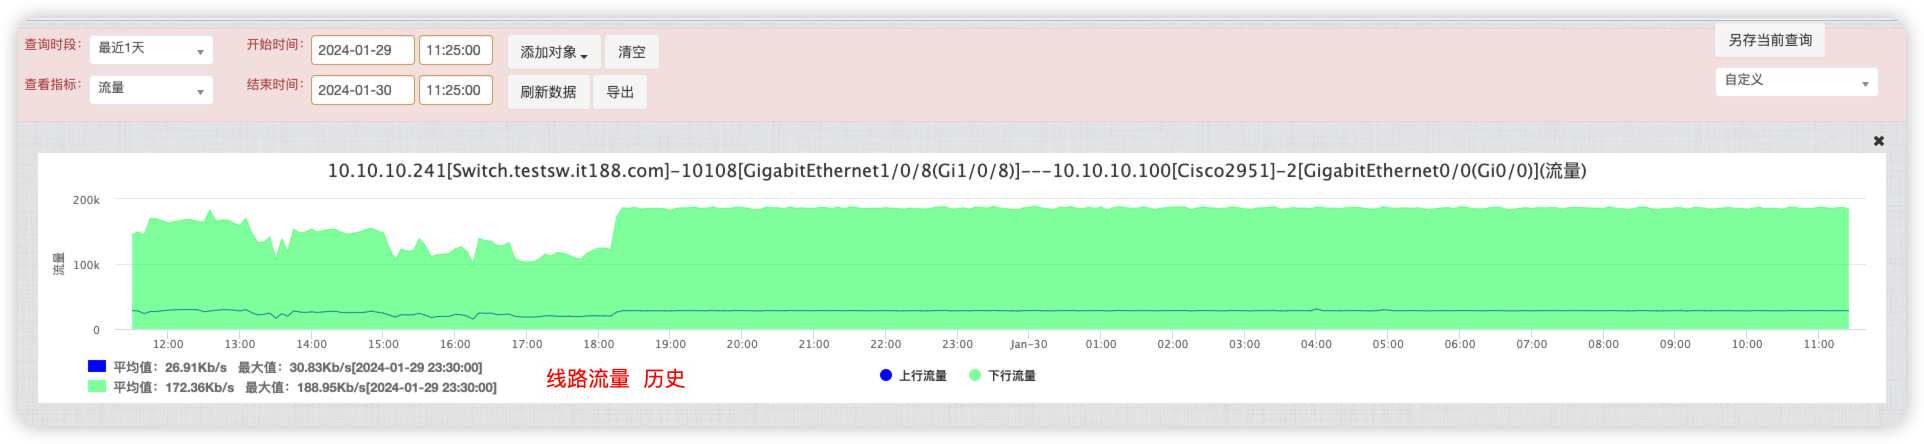 查询时段： 最近1天 开始时间： 2024-01-29 11:25:00 添加对象 清空 另存当前查询
查看指标： 流量 结束时间： 2024-01-30 11:25:00 刷新数据 导出 自定义
10.10.10.241[Switch.testsw.it188.com]-10108[GigabitEthernet1/0/8(Gi1/0/8)]---10.10.10.100[Cisco2951]-2[GigabitEthernet0/0(Gi0/0)](流量)
200k
100k
0
流量
12:00 13:00 14:00 15:00 16:00 17:00 18:00 19:00 20:00 21:00 22:00 23:00 Jan-30 01:00 02:00 03:00 04:00 05:00 06:00 07:00 08:00 09:00 10:00 11:00
平均值：26.91Kb/s 最大值：30.83Kb/s[2024-01-29 23:30:00]
平均值：172.36Kb/s 最大值：188.95Kb/s[2024-01-29 23:30:00]
线路流量 历史
上行流量 下行流量